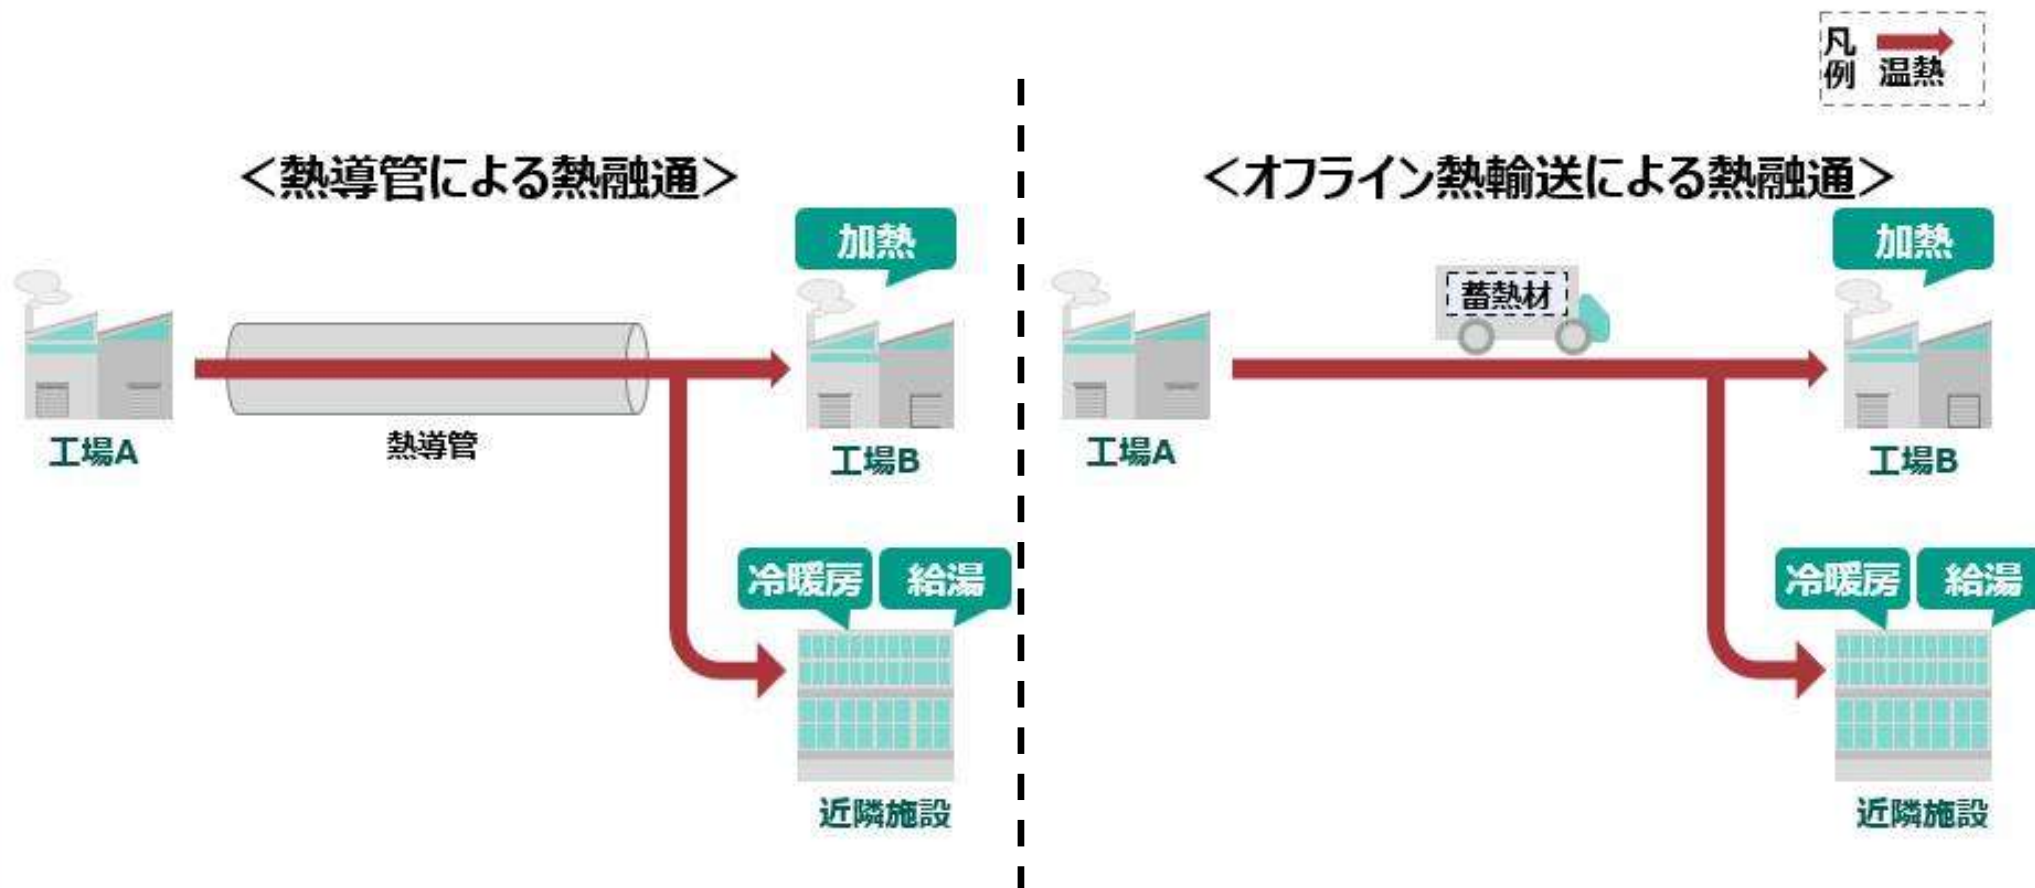 凡例
温熱
＜熱導管による熱融通＞
加熱
工場A
熱導管
工場B
冷暖房
給湯
近隣施設
＜オフライン熱輸送による熱融通＞
加熱
蓄熱材
工場A
工場B
冷暖房
給湯
近隣施設